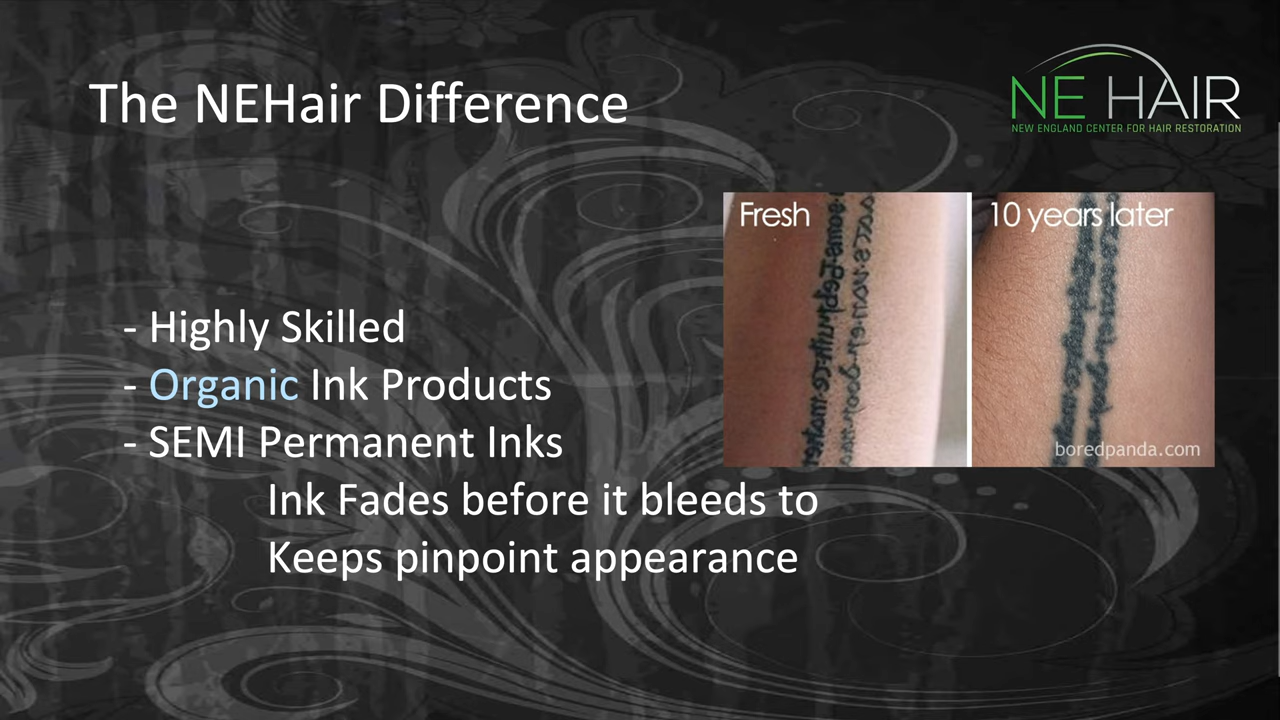 The NEHair Difference
NE HAIR
NEW ENGLAND CENTER FOR HAIR RESTORATION
Fresh
10 years later
- Highly Skilled
- Organic Ink Products
- SEMI Permanent Inks
boredpanda.com
Ink Fades before it bleeds to
Keeps pinpoint appearance